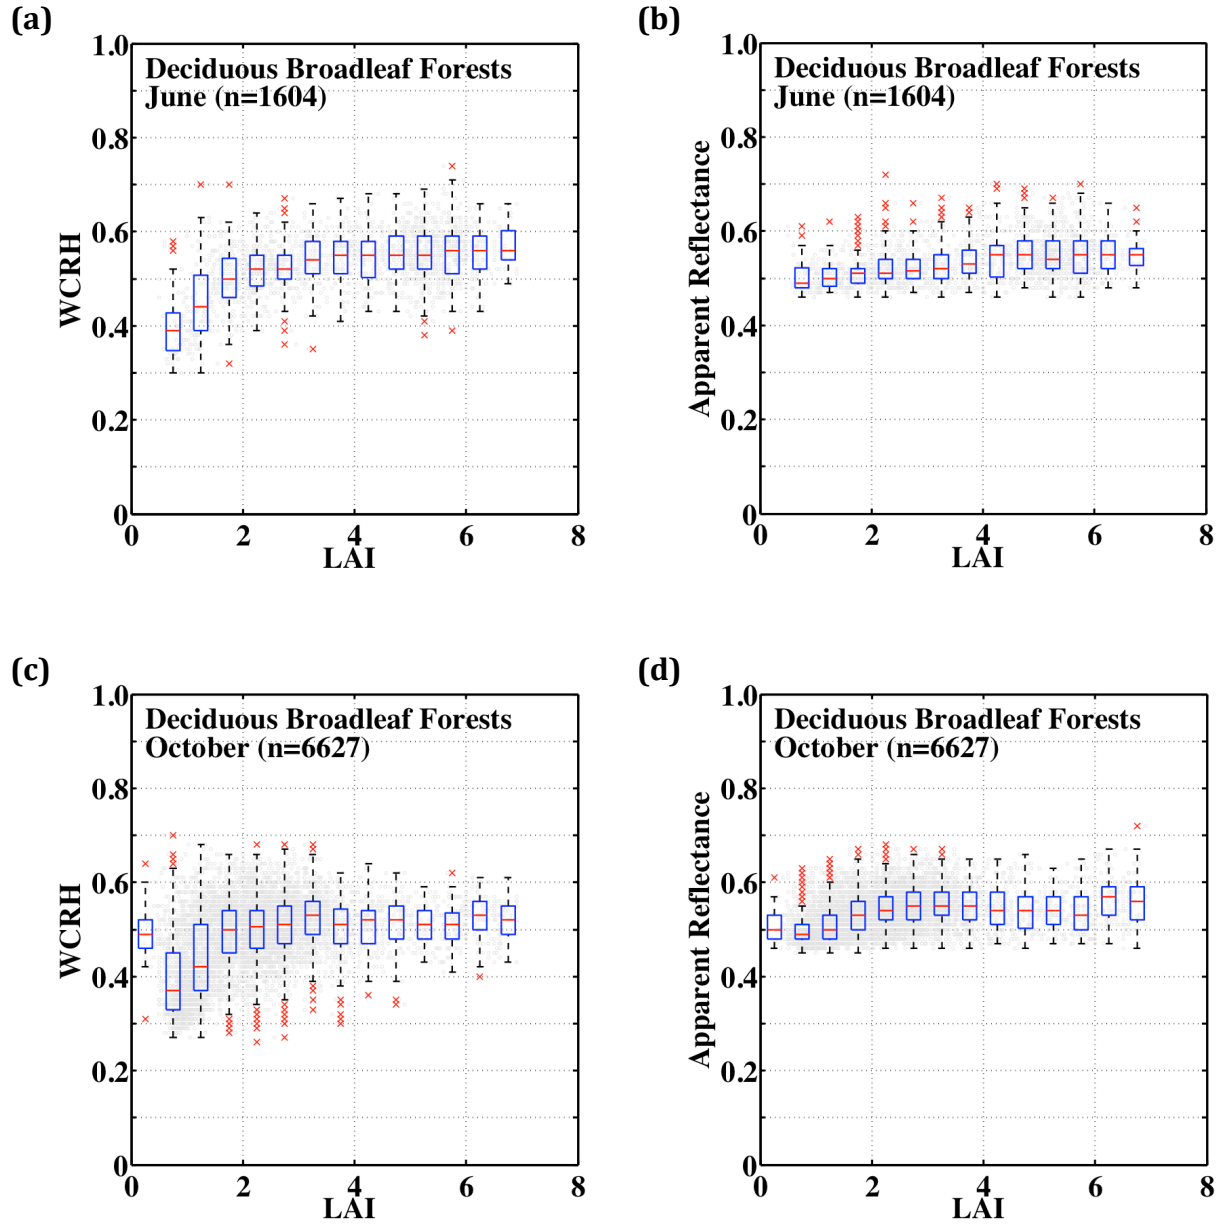 (a)
1.0
Deciduous Broadleaf Forests
June (n=1604)
0.8
0.6
0.4
0.2
0
WCRH
0 2 4 6 8
LAI
(b)
1.0
Deciduous Broadleaf Forests
June (n=1604)
0.8
0.6
0.4
0.2
0
Apparent Reflectance
0 2 4 6 8
LAI
(c)
1.0
Deciduous Broadleaf Forests
October (n=6627)
0.8
0.6
0.4
0.2
0
WCRH
0 2 4 6 8
LAI
(d)
1.0
Deciduous Broadleaf Forests
October (n=6627)
0.8
0.6
0.4
0.2
0
Apparent Reflectance
0 2 4 6 8
LAI